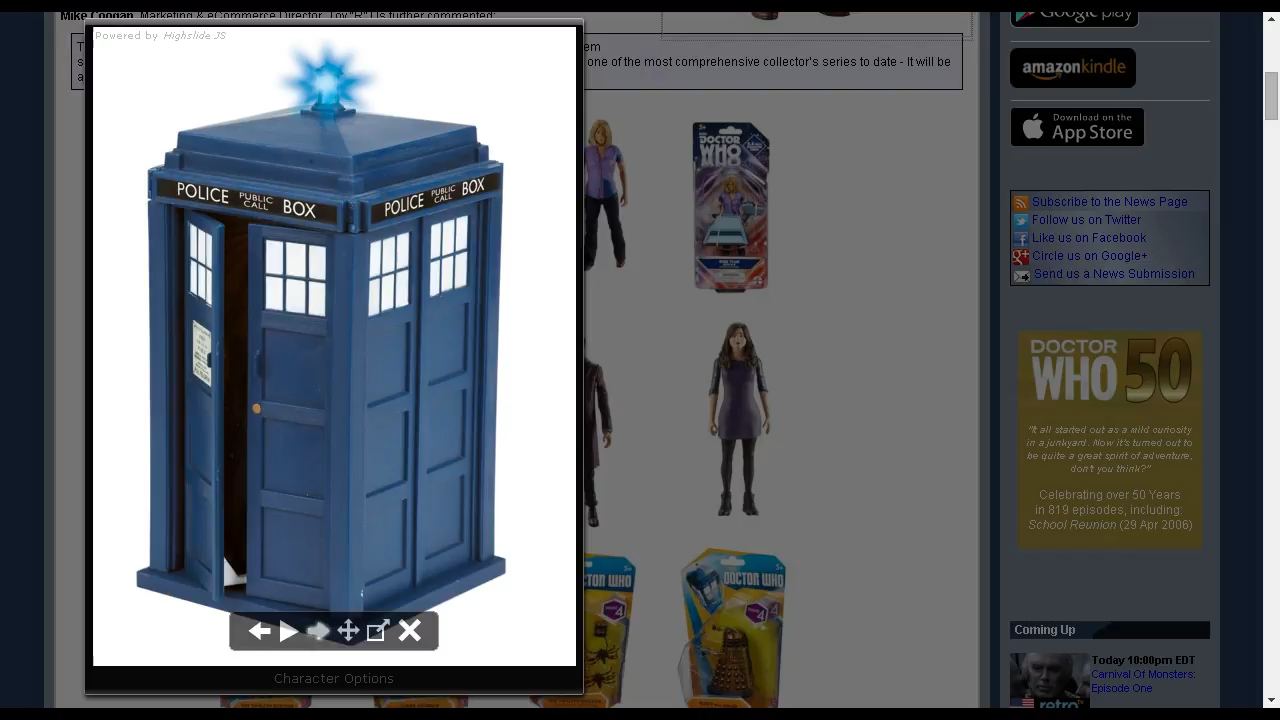 Mike Coogan, Marketing & eCommerce Director, Toy "R" Us further commented:
Powered by Highslide JS
em
one of the most comprehensive collector's series to date - It will be
POLICE PUBLIC CALL BOX
POLICE PUBLIC CALL BOX
DOCTOR
WHO
DOCTOR WHO
4
DOCTOR WHO
4
Character Options
Google play
amazonkindle
Download on the
App Store
Subscribe to the News Page
Follow us on Twitter
Like us on Facebook
Circle us on Google+
Send us a News Submission
DOCTOR
WHO 50
"It all started out as a mild curiosity
in a junkyard. Now it's turned out to
be quite a great spirit of adventure,
don't you think?"
Celebrating over 50 Years
in 819 episodes, including:
School Reunion (29 Apr 2006)
Coming Up
Today 10:00pm EDT
Carnival Of Monsters:
Episode One
retro